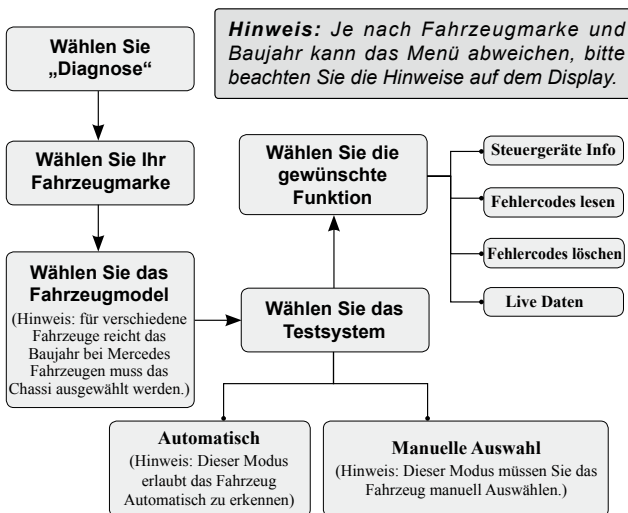 Wählen Sie
„Diagnose“
Hinweis: Je nach Fahrzeugmarke und
Baujahr kann das Menü abweichen, bitte
beachten Sie die Hinweise auf dem Display.
Wählen Sie Ihr
Fahrzeugmarke
Wählen Sie das
Fahrzeugmodel
(Hinweis: für verschiedene
Fahrzeuge reicht das
Baujahr bei Mercedes
Fahrzeugen muss das
Chassi ausgewählt werden.)
Wählen Sie das
Testsystem
Wählen Sie die
gewünschte
Funktion
Steuergeräte Info
Fehlercodes lesen
Fehlercodes löschen
Live Daten
Automatisch
(Hinweis: Dieser Modus
erlaubt das Fahrzeug
Automatisch zu erkennen)
Manuelle Auswahl
(Hinweis: Dieser Modus müssen Sie das
Fahrzeug manuell Auswählen.)